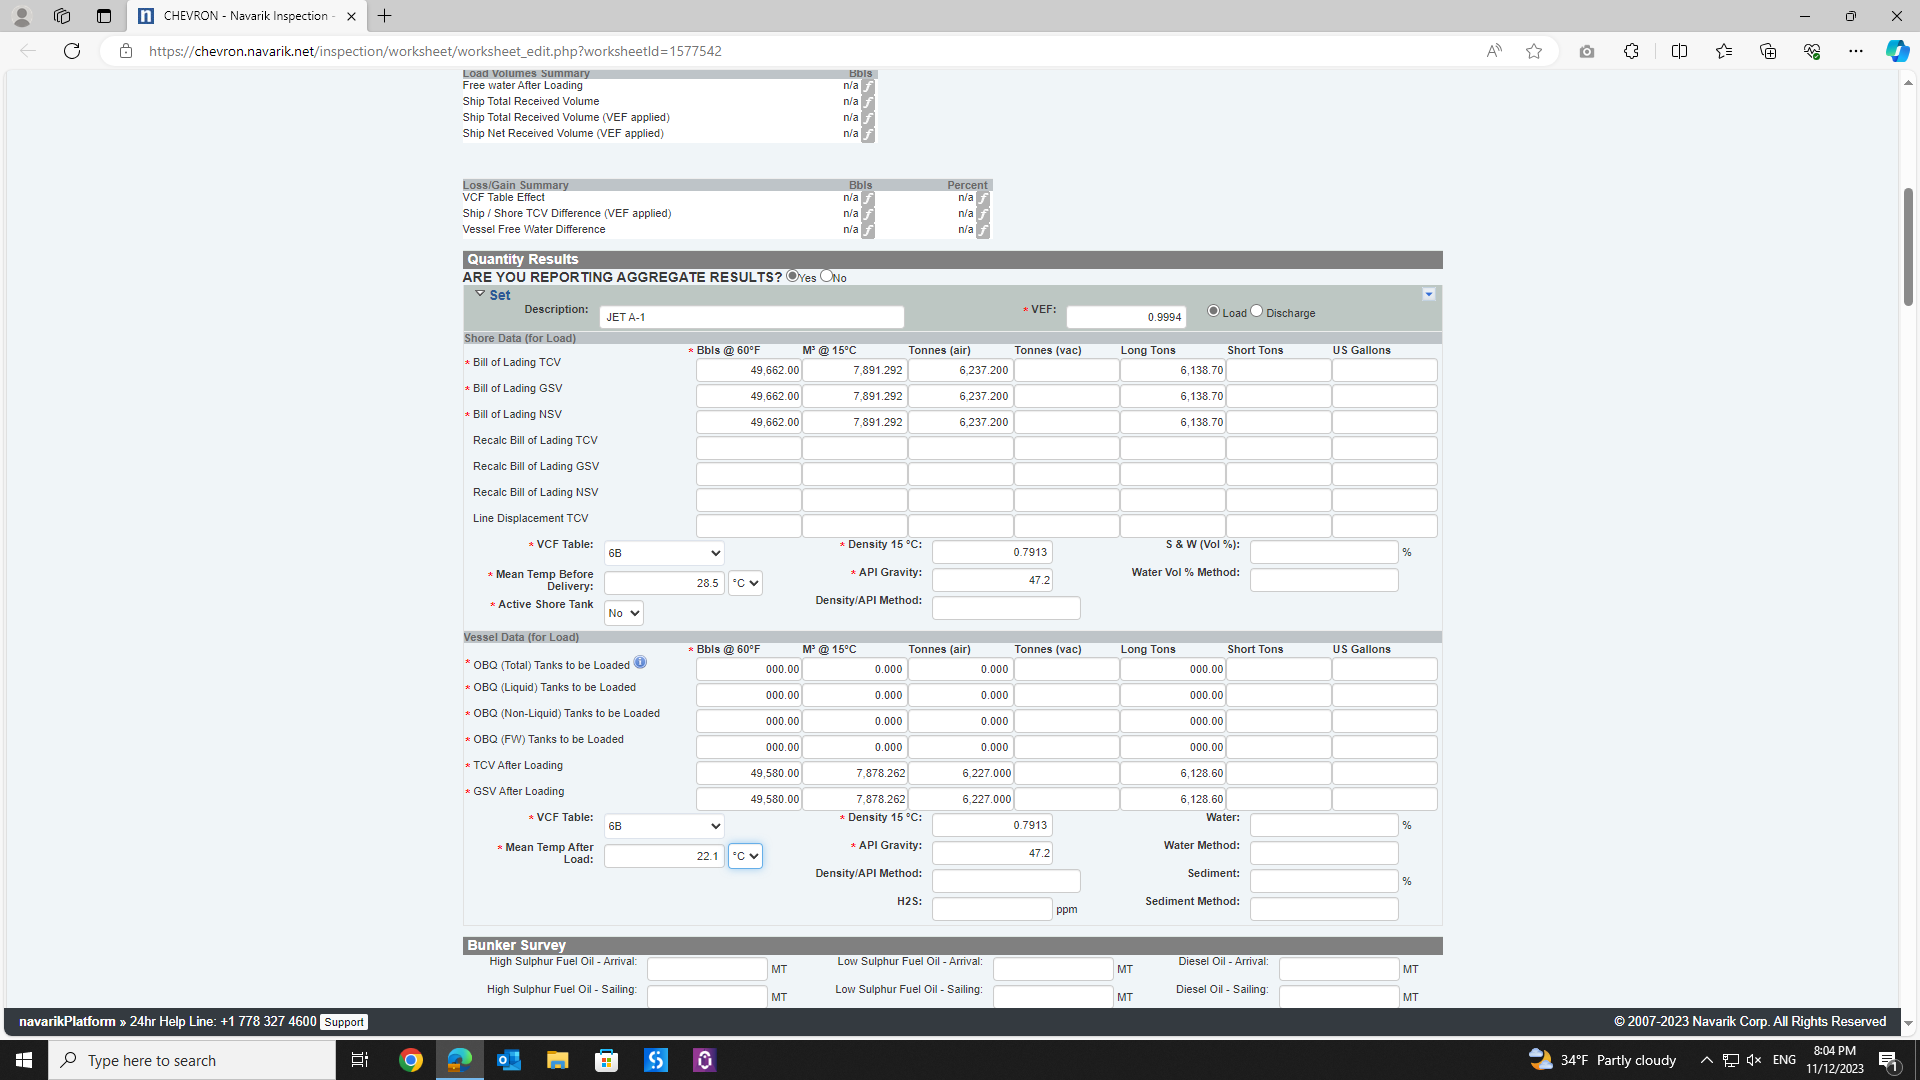 CHEVRON - Navarik Inspection -
https://chevron.navarik.net/inspection/worksheet/worksheet_edit.php?worksheetId=1577542
Load Volumes Summary Bbls
Free water After Loading n/a
Ship Total Received Volume n/a
Ship Total Received Volume (VEF applied) n/a
Ship Net Received Volume (VEF applied) n/a
Loss/Gain Summary Bbls Percent
VCF Table Effect n/a n/a
Ship / Shore TCV Difference (VEF applied) n/a n/a
Vessel Free Water Difference n/a n/a
Quantity Results
ARE YOU REPORTING AGGREGATE RESULTS? Yes No
Set
Description: JET A-1 * VEF: 0.9994 Load Discharge
Shore Data (for Load)
* Bbls @ 60°F M³ @ 15°C Tonnes (air) Tonnes (vac) Long Tons Short Tons US Gallons
* Bill of Lading TCV 49,662.00 7,891.292 6,237.200 6,138.70
* Bill of Lading GSV 49,662.00 7,891.292 6,237.200 6,138.70
* Bill of Lading NSV 49,662.00 7,891.292 6,237.200 6,138.70
Recalc Bill of Lading TCV
Recalc Bill of Lading GSV
Recalc Bill of Lading NSV
Line Displacement TCV
* VCF Table: 6B * Density 15 °C: 0.7913 S & W (Vol %): %
* Mean Temp Before Delivery: 28.5 °C * API Gravity: 47.2 Water Vol % Method:
* Active Shore Tank No Density/API Method:
Vessel Data (for Load)
* Bbls @ 60°F M³ @ 15°C Tonnes (air) Tonnes (vac) Long Tons Short Tons US Gallons
* OBQ (Total) Tanks to be Loaded 000.00 0.000 0.000 000.00
* OBQ (Liquid) Tanks to be Loaded 000.00 0.000 0.000 000.00
* OBQ (Non-Liquid) Tanks to be Loaded 000.00 0.000 0.000 000.00
* OBQ (FW) Tanks to be Loaded 000.00 0.000 0.000 000.00
* TCV After Loading 49,580.00 7,878.262 6,227.000 6,128.60
* GSV After Loading 49,580.00 7,878.262 6,227.000 6,128.60
* VCF Table: 6B * Density 15 °C: 0.7913 Water: %
* Mean Temp After Load: 22.1 °C * API Gravity: 47.2 Water Method:
Density/API Method: Sediment: %
H2S: ppm Sediment Method:
Bunker Survey
High Sulphur Fuel Oil - Arrival: MT Low Sulphur Fuel Oil - Arrival: MT Diesel Oil - Arrival: MT
High Sulphur Fuel Oil - Sailing: MT Low Sulphur Fuel Oil - Sailing: MT Diesel Oil - Sailing: MT
navarikPlatform » 24hr Help Line: +1 778 327 4600 Support © 2007-2023 Navarik Corp. All Rights Reserved
Type here to search 34°F Partly cloudy ENG 8:04 PM
11/12/2023 1